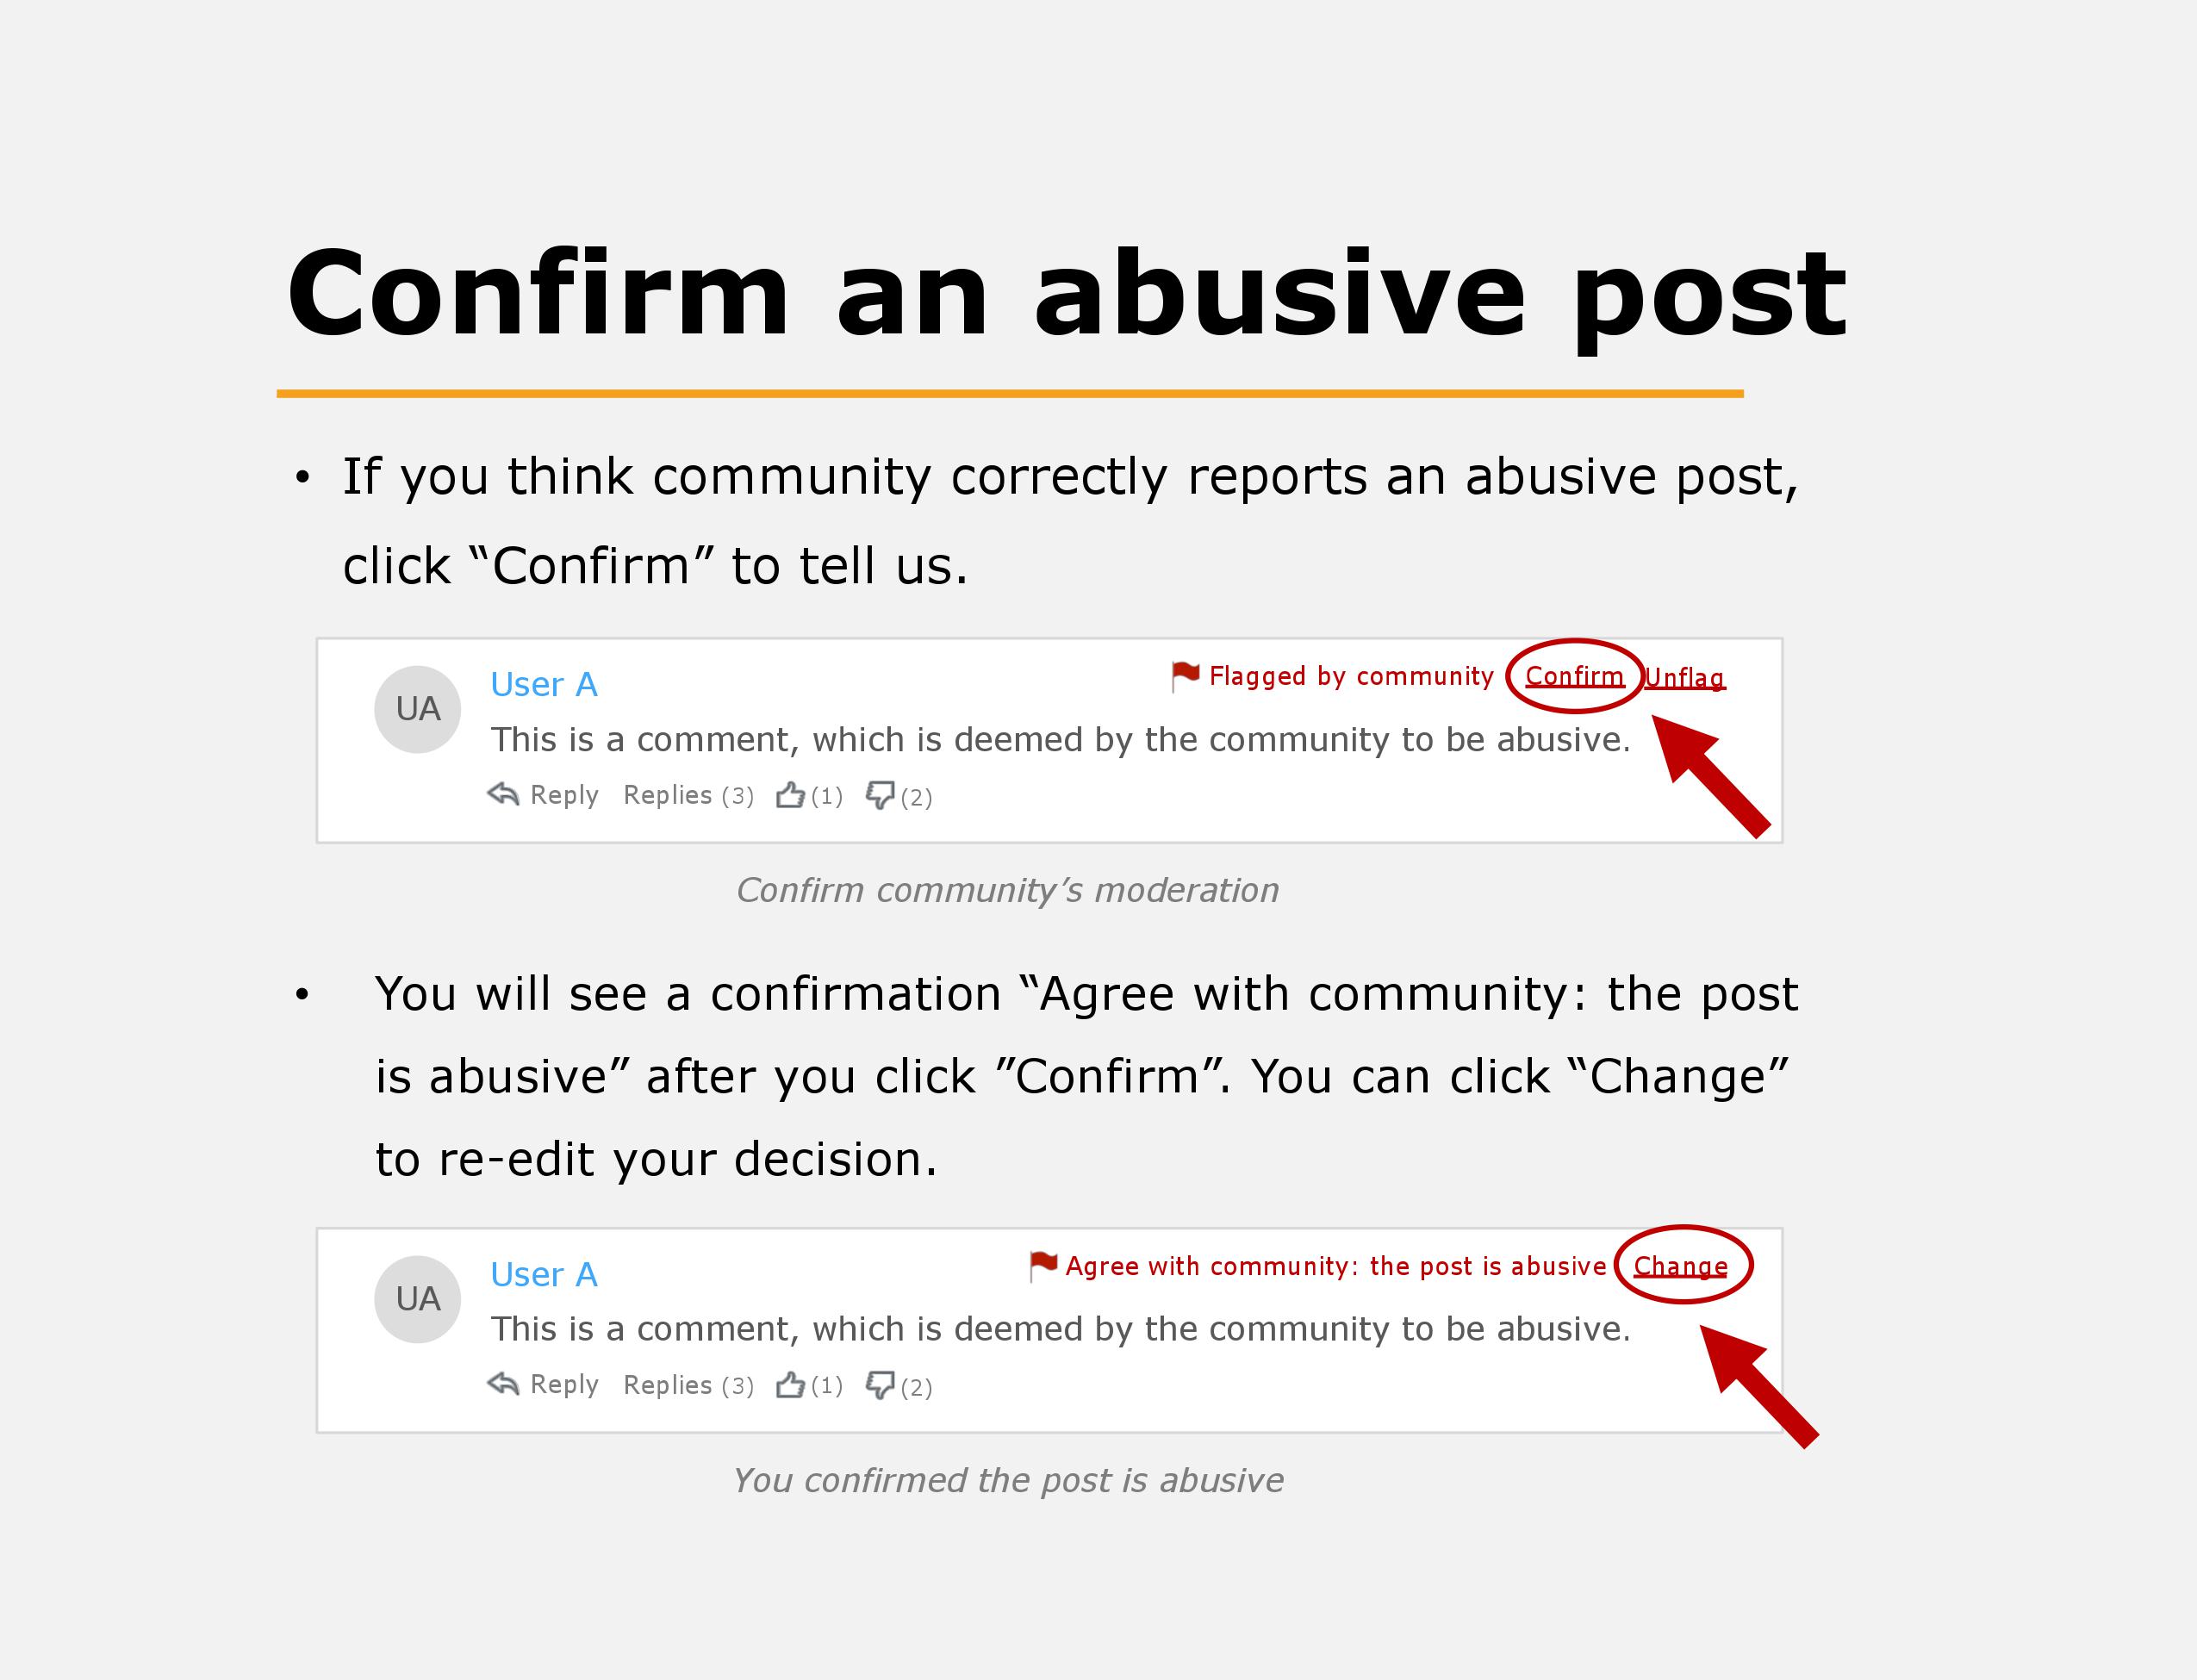 Confirm an abusive post
• If you think community correctly reports an abusive post,
click “Confirm” to tell us.
UA
User A
Flagged by community Confirm Unflag
This is a comment, which is deemed by the community to be abusive.
Reply Replies (3) (1) (2)
Confirm community’s moderation
• You will see a confirmation “Agree with community: the post
is abusive” after you click ”Confirm”. You can click “Change”
to re-edit your decision.
UA
User A
Agree with community: the post is abusive Change
This is a comment, which is deemed by the community to be abusive.
Reply Replies (3) (1) (2)
You confirmed the post is abusive